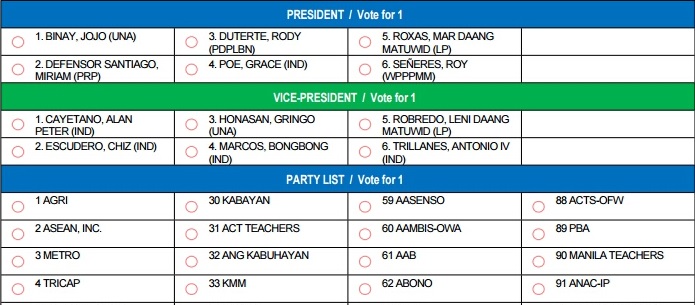 PRESIDENT / Vote for 1
1. BINAY, JOJO (UNA)
3. DUTERTE, RODY
(PDPLBN)
5. ROXAS, MAR DAANG
MATUWID (LP)
2. DEFENSOR SANTIAGO,
MIRIAM (PRP)
4. POE, GRACE (IND)
6. SEÑERES, ROY
(WPPPMM)
VICE-PRESIDENT / Vote for 1
1. CAYETANO, ALAN
PETER (IND)
3. HONASAN, GRINGO
(UNA)
5. ROBREDO, LENI DAANG
MATUWID (LP)
2. ESCUDERO, CHIZ (IND)
4. MARCOS, BONGBONG
(IND)
6. TRILLANES, ANTONIO IV
(IND)
PARTY LIST / Vote for 1
1 AGRI
30 KABAYAN
59 AASENSO
88 ACTS-OFW
2 ASEAN, INC.
31 ACT TEACHERS
60 AAMBIS-OWA
89 PBA
3 METRO
32 ANG KABUHAYAN
61 AAB
90 MANILA TEACHERS
4 TRICAP
33 KMM
62 ABONO
91 ANAC-IP